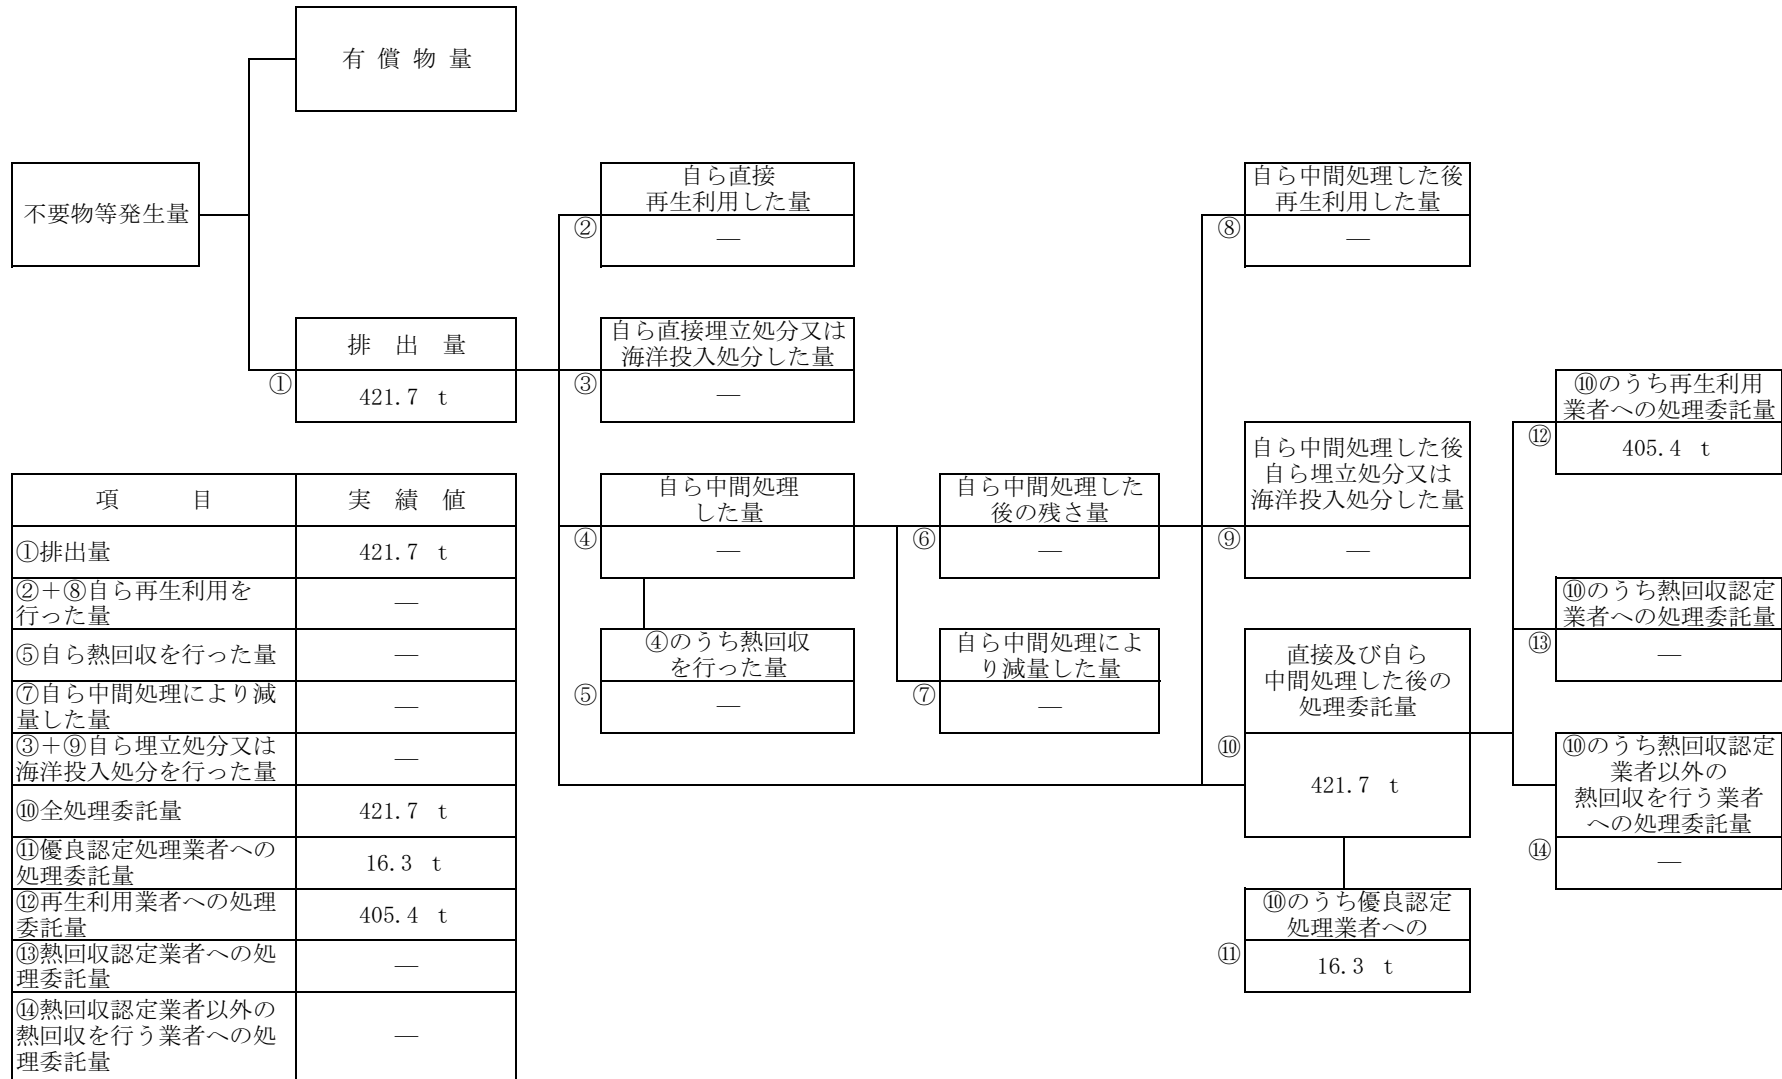 有 償 物 量
不要物等発生量
排 出 量
①
421.7 t
自ら直接
再生利用した量
②
―
自ら直接埋立処分又は
海洋投入処分した量
③
―
自ら中間処理
した量
④
―
④のうち熱回収
を行った量
⑤
―
自ら中間処理した
後の残さ量
⑥
―
自ら中間処理によ
り減量した量
⑦
―
自ら中間処理した後
再生利用した量
⑧
―
自ら中間処理した後
自ら埋立処分又は
海洋投入処分した量
⑨
―
直接及び自ら
中間処理した後の
処理委託量
⑩
421.7 t
⑩のうち優良認定
処理業者への
⑪
16.3 t
⑩のうち再生利用
業者への処理委託量
⑫
405.4 t
⑩のうち熱回収認定
業者への処理委託量
⑬
―
⑩のうち熱回収認定
業者以外の
熱回収を行う業者
への処理委託量
⑭
―
項 目 実 績 値
①排出量 421.7 t
②＋⑧自ら再生利用を
行った量 ―
⑤自ら熱回収を行った量 ―
⑦自ら中間処理により減
量した量 ―
③＋⑨自ら埋立処分又は
海洋投入処分を行った量 ―
⑩全処理委託量 421.7 t
⑪優良認定処理業者への
処理委託量 16.3 t
⑫再生利用業者への処理
委託量 405.4 t
⑬熱回収認定業者への処
理委託量 ―
⑭熱回収認定業者以外の
熱回収を行う業者への処
理委託量 ―